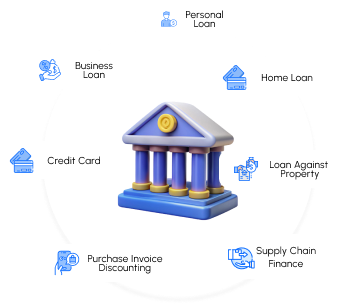 Personal
Loan
Business
Loan
Home Loan
Credit Card
Loan Against
Property
Purchase Invoice
Discounting
Supply Chain
Finance